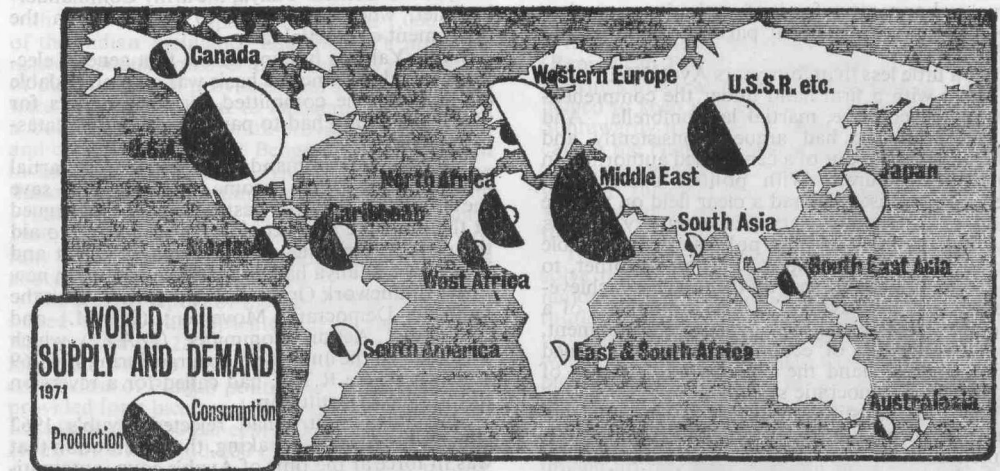 Canada
Western Europe
U.S.S.R. etc.
U.S.A.
North Africa
Middle East
Japan
Caribbean
South Asia
Mexico
West Africa
South East Asia
South America
East & South Africa
Australasia
WORLD OIL
SUPPLY AND DEMAND
1971
Consumption
Production